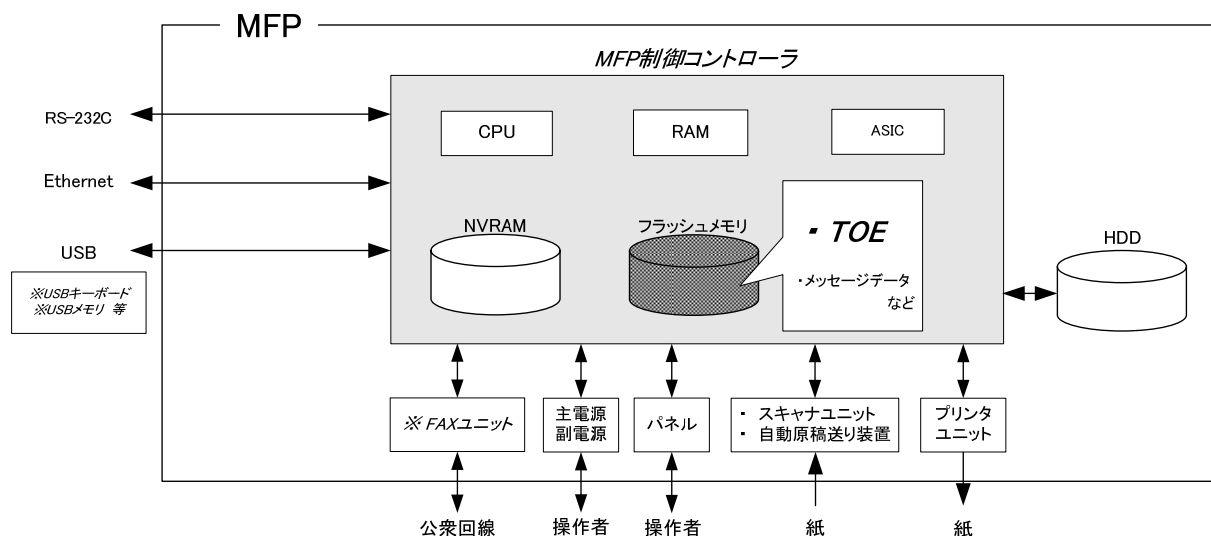 MFP
MFP制御コントローラ
RS-232C
CPU
RAM
ASIC
Ethernet
NVRAM
フラッシュメモリ
・ TOE
・メッセージデータ
など
HDD
USB
※USBキーボード
※USBメモリ 等
※ FAXユニット
主電源
副電源
パネル
・ スキャナユニット
・ 自動原稿送り装置
プリンタ
ユニット
公衆回線
操作者
操作者
紙
紙